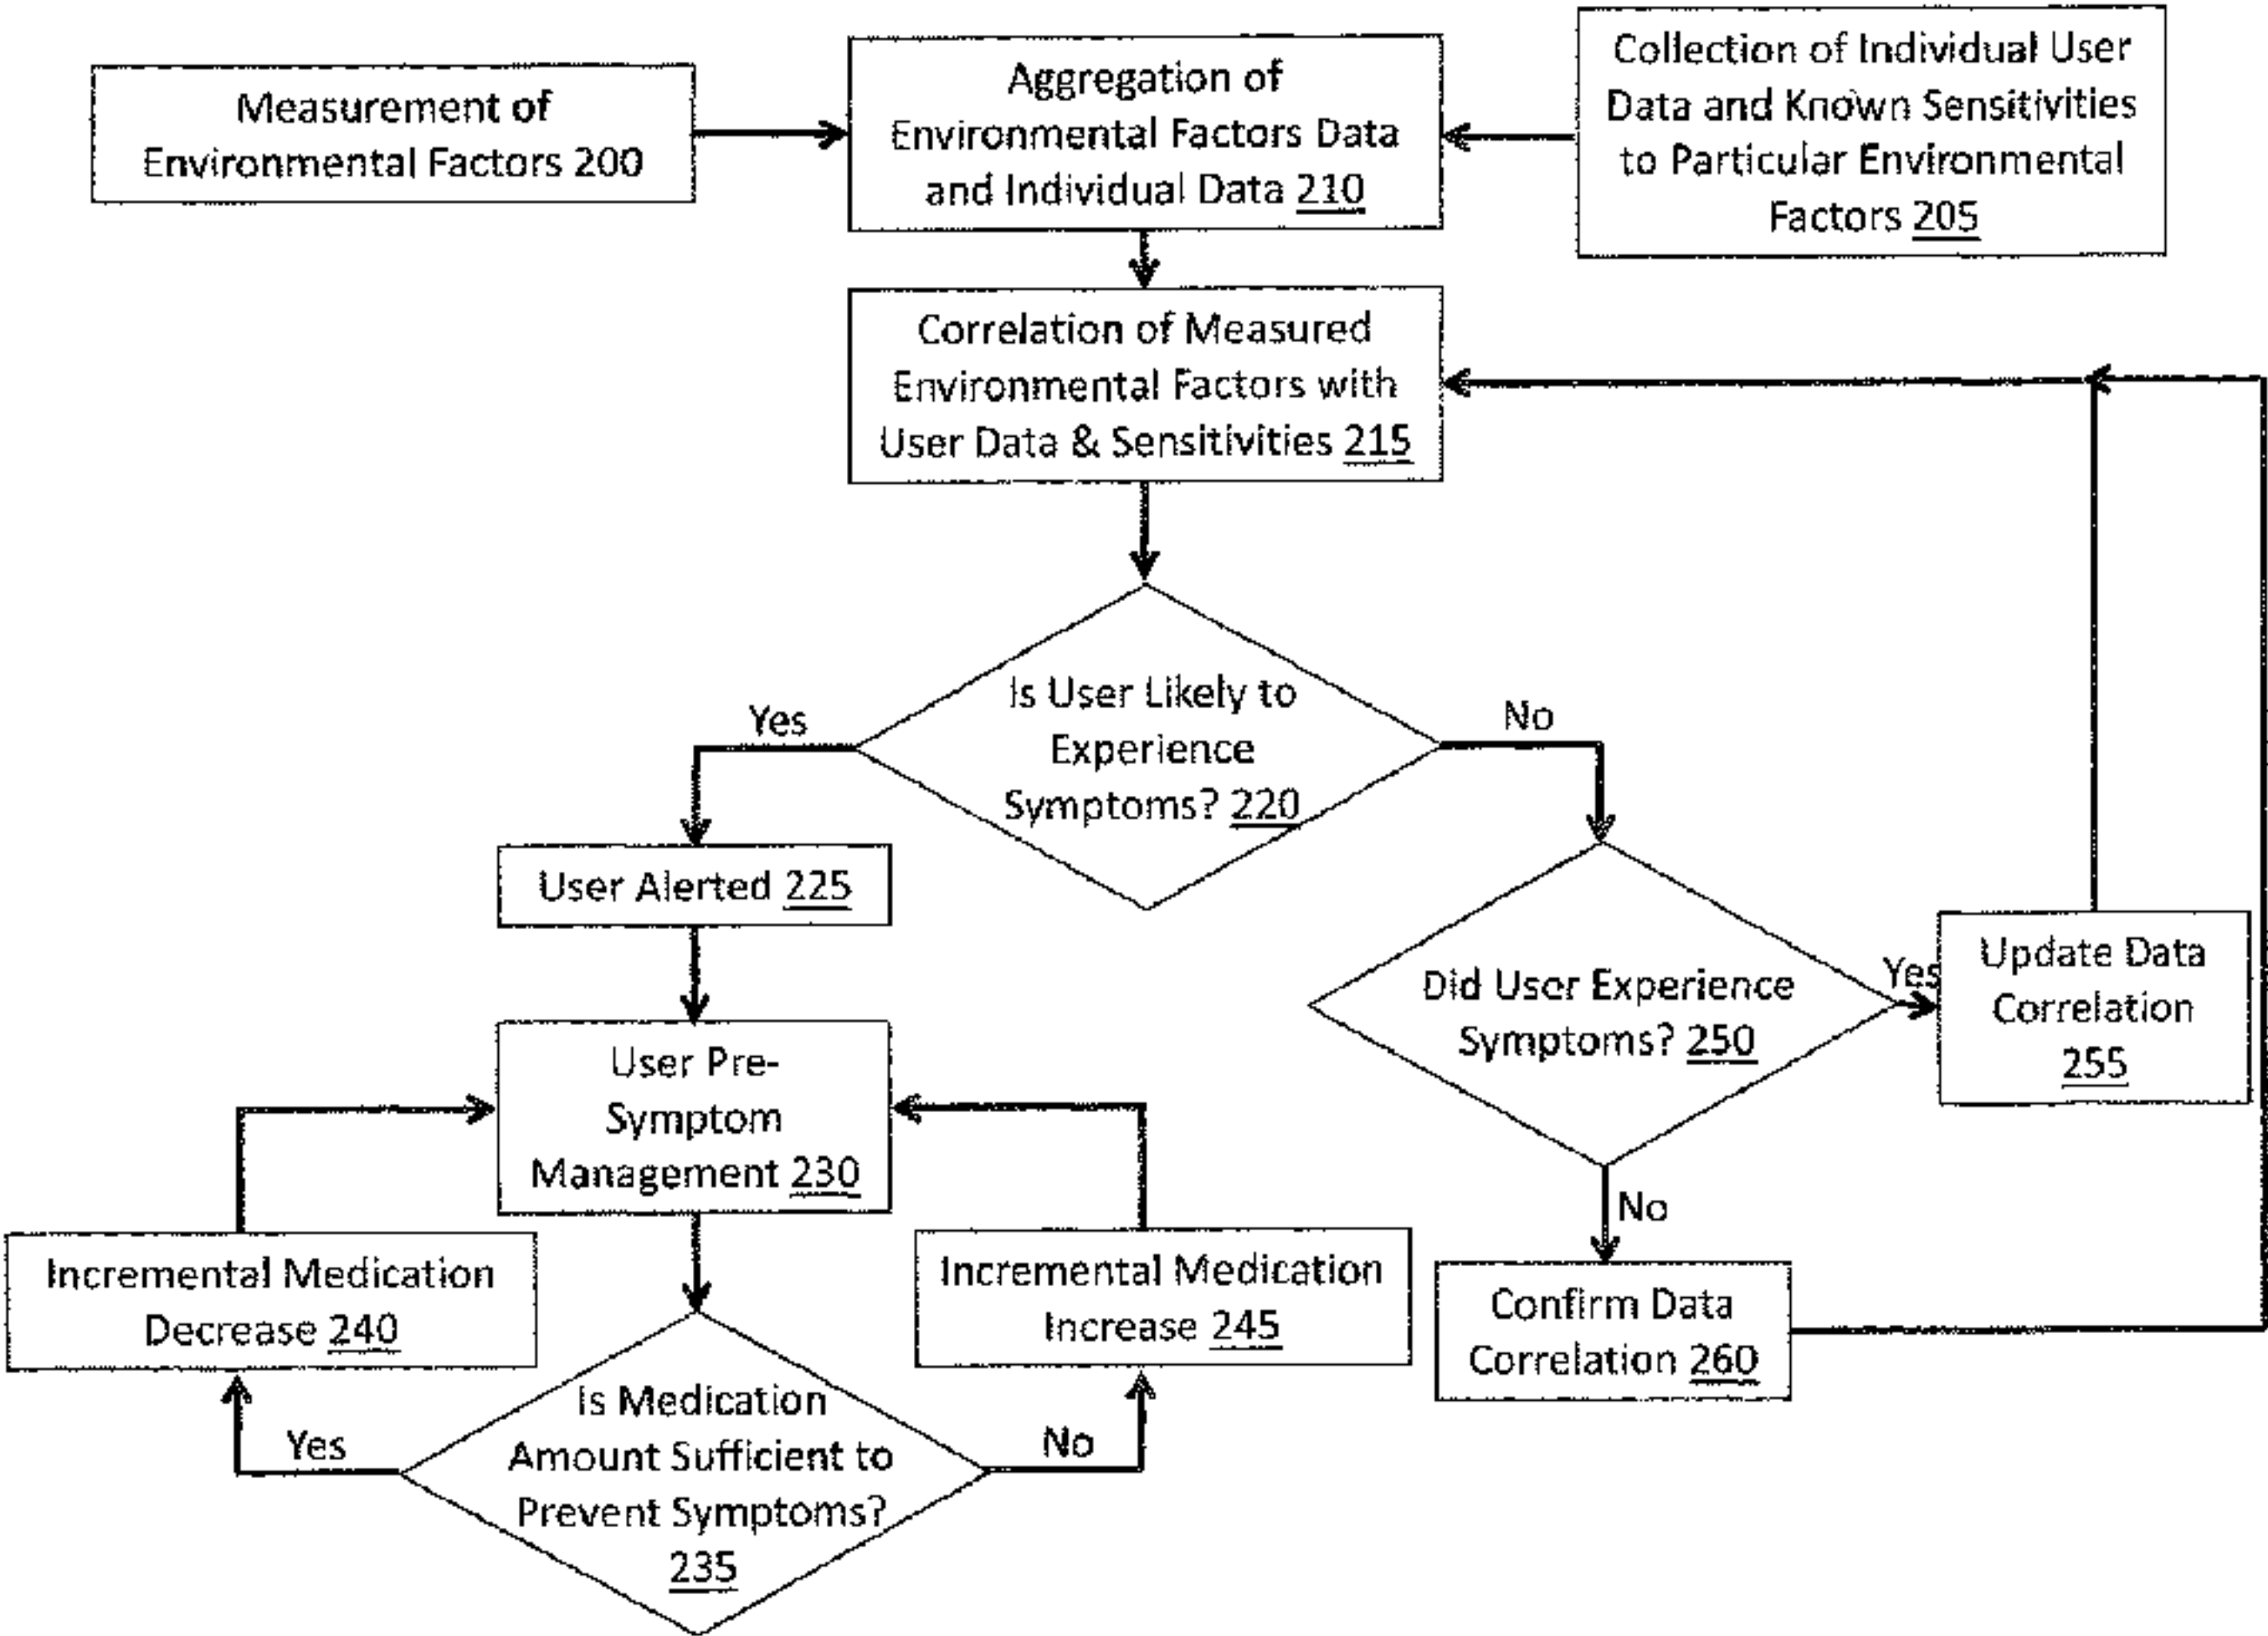 Measurement of
Environmental Factors 200
Aggregation of
Environmental Factors Data
and Individual Data 210
Collection of Individual User
Data and Known Sensitivities
to Particular Environmental
Factors 205
Correlation of Measured
Environmental Factors with
User Data & Sensitivities 215
Is User Likely to
Experience
Symptoms? 220
Yes
No
User Alerted 225
Did User Experience
Symptoms? 250
Yes
Update Data
Correlation
255
User Pre-
Symptom
Management 230
No
Incremental Medication
Decrease 240
Incremental Medication
Increase 245
Confirm Data
Correlation 260
Is Medication
Amount Sufficient to
Prevent Symptoms?
235
Yes
No